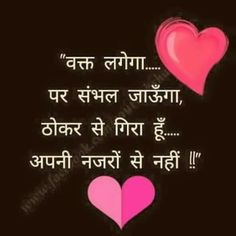 "वक्त लगेगा.....
पर संभल जाऊँगा,
ठोकर से गिरा हूँ.....
अपनी नजरों से नहीं !!"